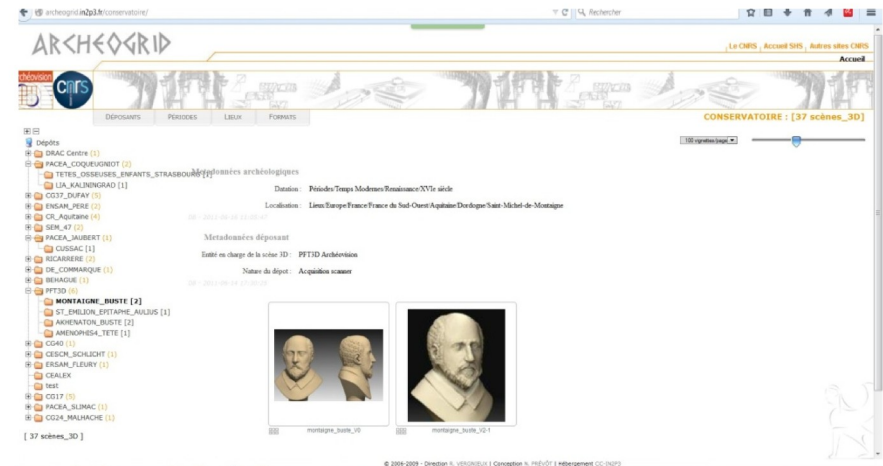 archeogrid.in2p3.fr/conservatoire/
Rechercher
ARCHEOGRID
Le CNRS | Accueil SHS | Autres sites CNRS
Accueil
archéovision
cnrs
DÉPOSANTS PÉRIODES LIEUX FORMATS
CONSERVATOIRE : [37 scènes_3D]
100 vignettes/page
Dépôts
DRAC Centre (1)
PACEA_COQUEUGNIOT (2)
TETES_OSSEUSES_ENFANTS_STRASBOURG [1]
LIA_KALININGRAD [1]
CG37_DUFAY (5)
ENSAM_PERE (2)
CR_Aquitaine (4)
SEM_47 (2)
PACEA_JAUBERT (1)
CUSSAC [1]
RICARRERE (2)
DE_COMMARQUE (1)
BEHAGUE (1)
PFT3D (6)
MONTAIGNE_BUSTE [2]
ST_EMILION_EPITAPHE_AULIUS [1]
AKHENATON_BUSTE [2]
AMENOPHIS4_TETE [1]
CG40 (1)
CESCM_SCHLICHT (1)
ERSAM_FLEURY (1)
CEALEX
test
CG17 (5)
PACEA_SLIMAC (1)
CG24_MALHACHE (1)
[ 37 scènes_3D ]
Metadonnées archéologiques
Datation : Périodes/Temps Modernes/Renaissance/XVIe siècle
Localisation : Lieux/Europe/France/France du Sud-Ouest/Aquitaine/Dordogne/Saint-Michel-de-Montaigne
Metadonnées déposant
Entité en charge de la scène 3D : PFT3D Archéovision
Nature du dépot : Acquisition scanner
montaigne_buste_V0
montaigne_buste_V2-1
© 2006-2009 - Direction R. VERGNIEUX | Conception N. PRÉVÔT | Hébergement CC-IN2P3